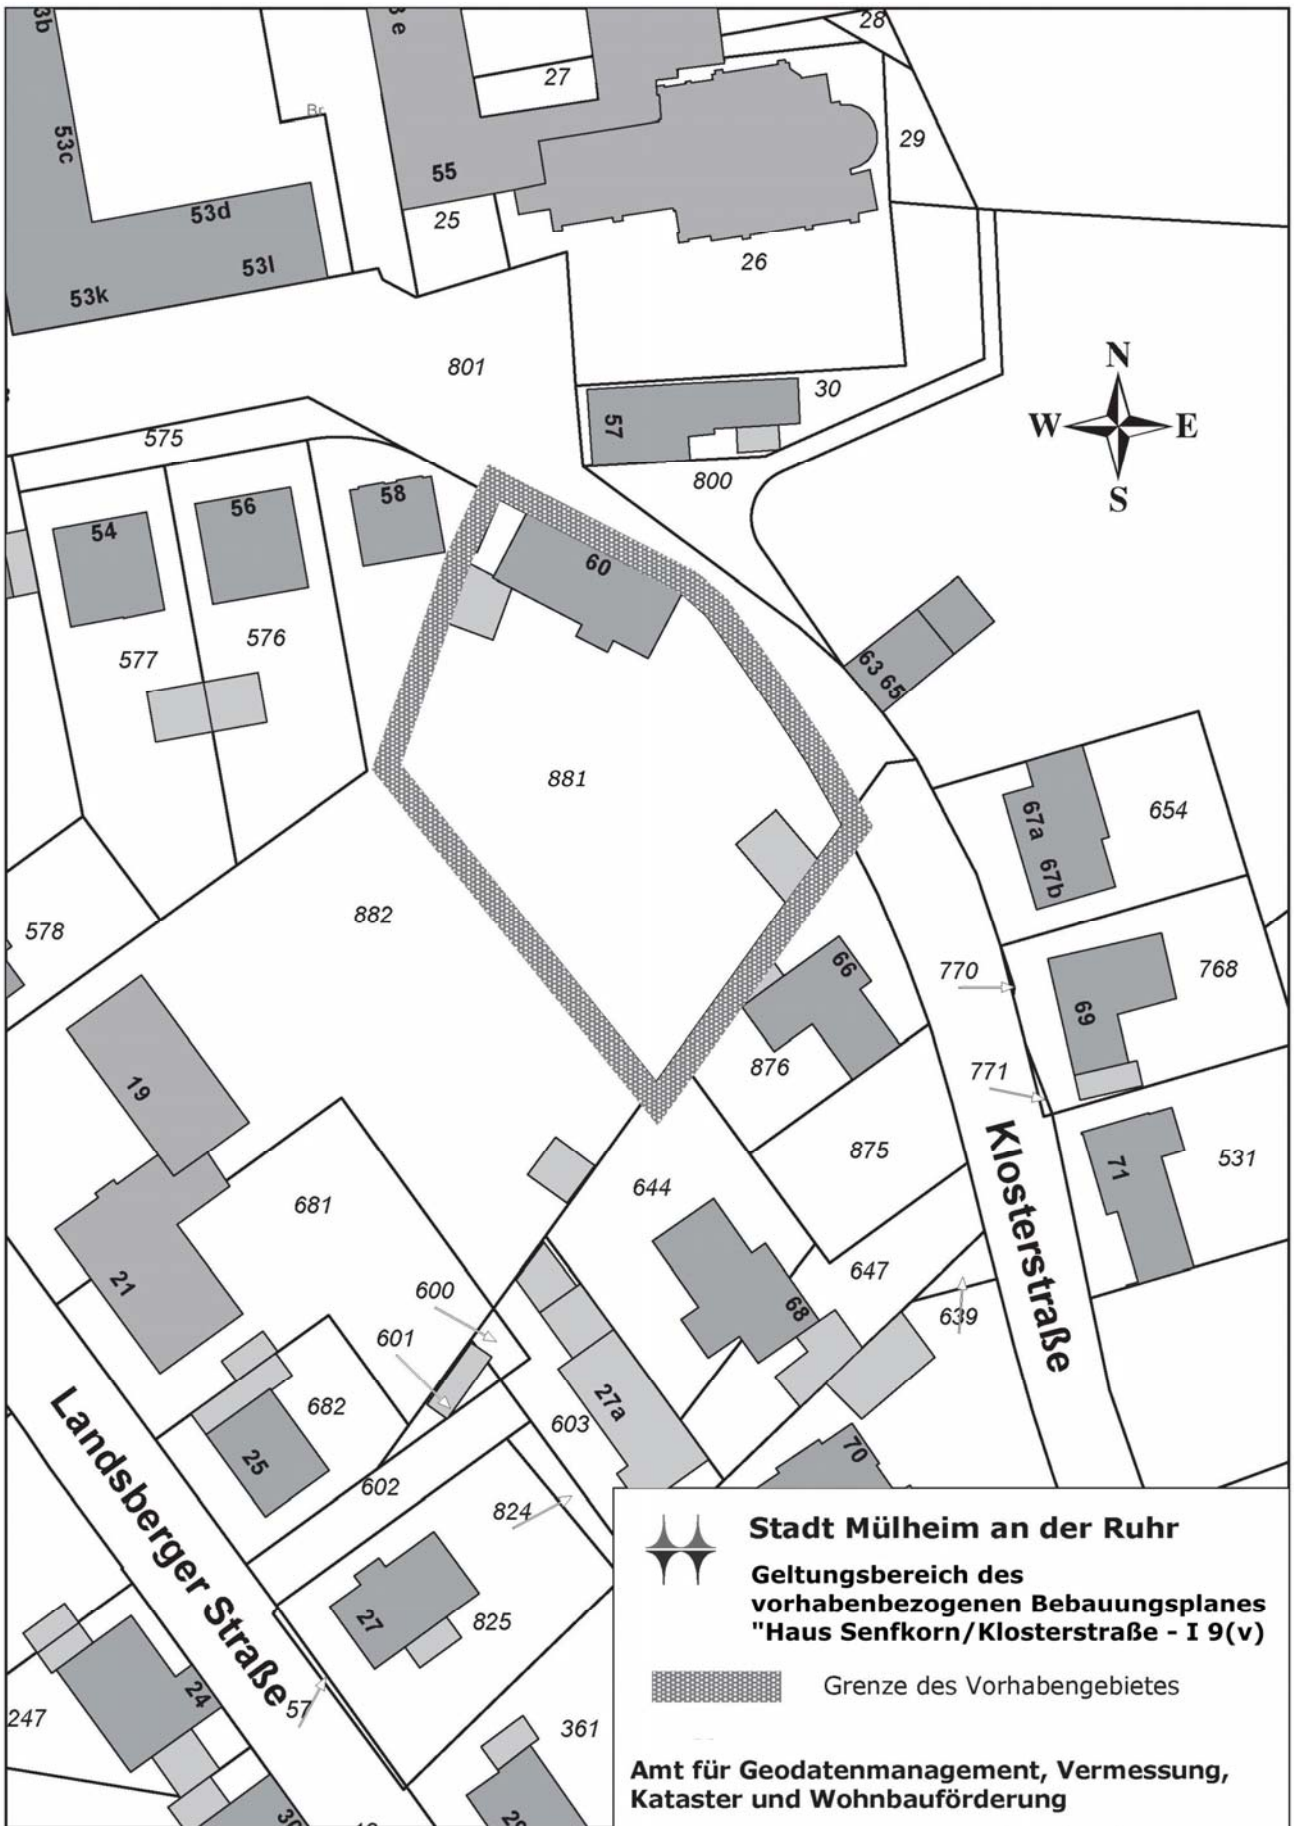 3b
3 e
28
27
Br.
53c
29
55
53d
25
53l
26
53k
801
N
30
W
E
57
575
800
S
58
56
54
60
576
577
63 65
881
654
67a
67b
882
578
66
770
768
69
876
771
19
875
71
531
644
681
Klosterstraße
21
647
600
68
639
601
27a
682
603
70
25
602
824
Landsberger Straße
27
825
24
57
247
361
Stadt Mülheim an der Ruhr
Geltungsbereich des
vorhabenbezogenen Bebauungsplanes
"Haus Senfkorn/Klosterstraße - I 9(v)
Grenze des Vorhabengebietes
Amt für Geodatenmanagement, Vermessung,
Kataster und Wohnbauförderung